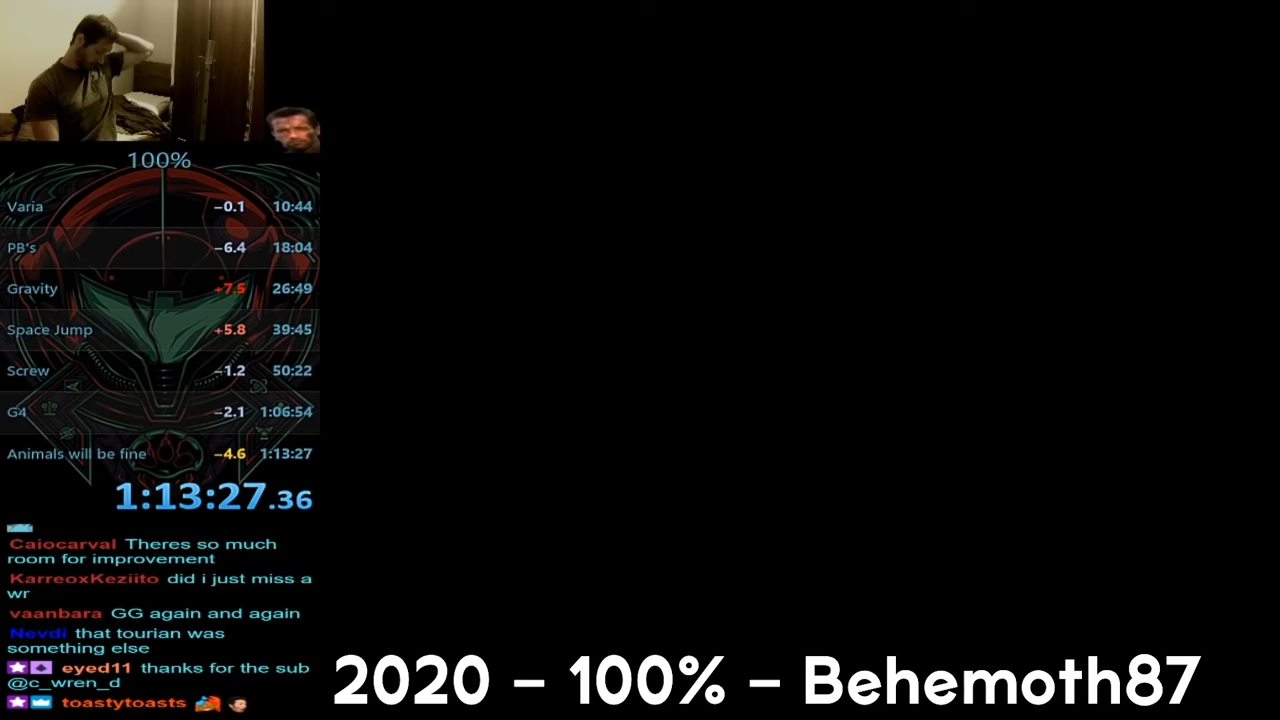 100%
Varia −0.1 10:44
PB's −6.4 18:04
Gravity +7.5 26:49
Space Jump +5.8 39:45
Screw −1.2 50:22
G4 −2.1 1:06:54
Animals will be fine −4.6 1:13:27
1:13:27.36
Caiocarval Theres so much
room for improvement
KarreoxKeziito did i just miss a
wr
vaanbara GG again and again
Nevdi that tourian was
something else
eyed11 thanks for the sub
@c_wren_d
toastytoasts
2020 – 100% – Behemoth87